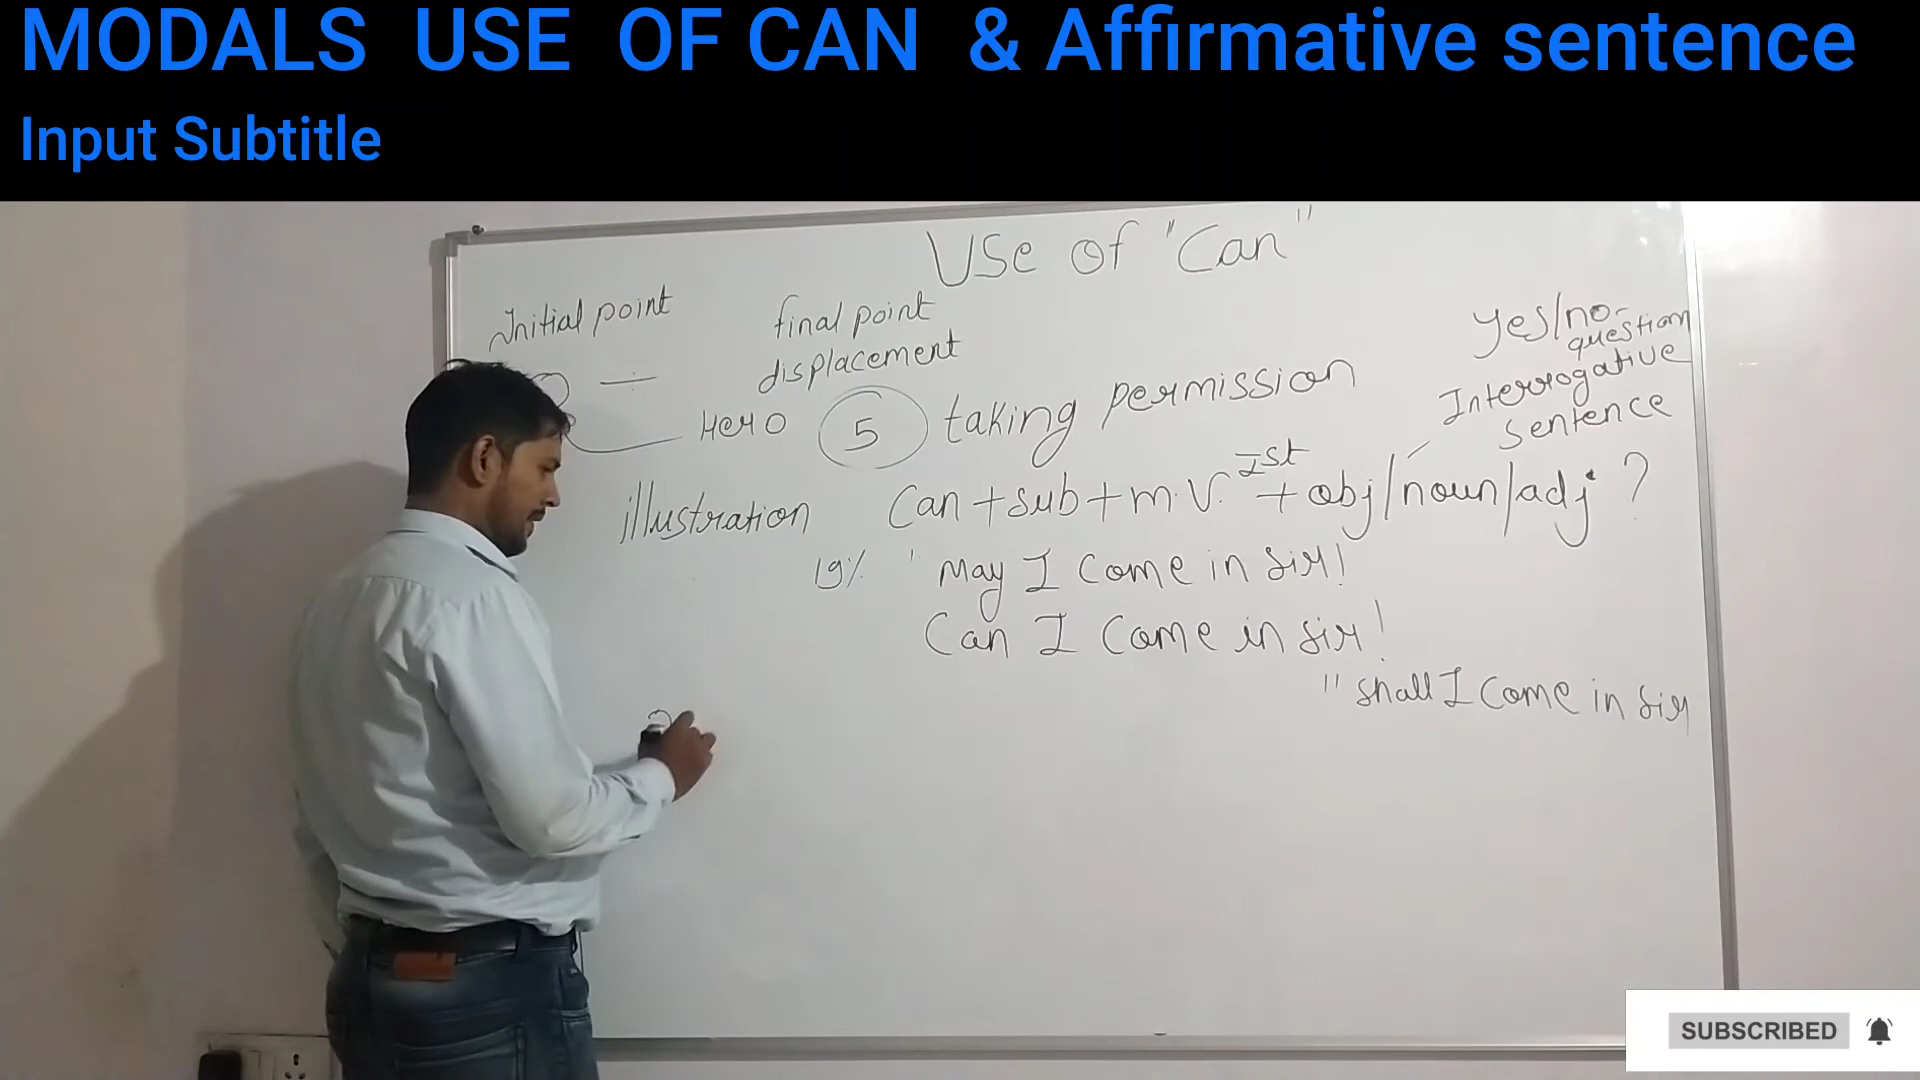 MODALS USE OF CAN & Affirmative sentence
Input Subtitle
Use of "Can"
Initial point
final point
displacement
yes/no-
question
Interrogative
sentence
Hero
5 taking permission
illustration
Can + sub + m.v. Ist + obj/noun/adj ?
19% " May I come in sir!
Can I come in sir!
" shall I come in sir
SUBSCRIBED